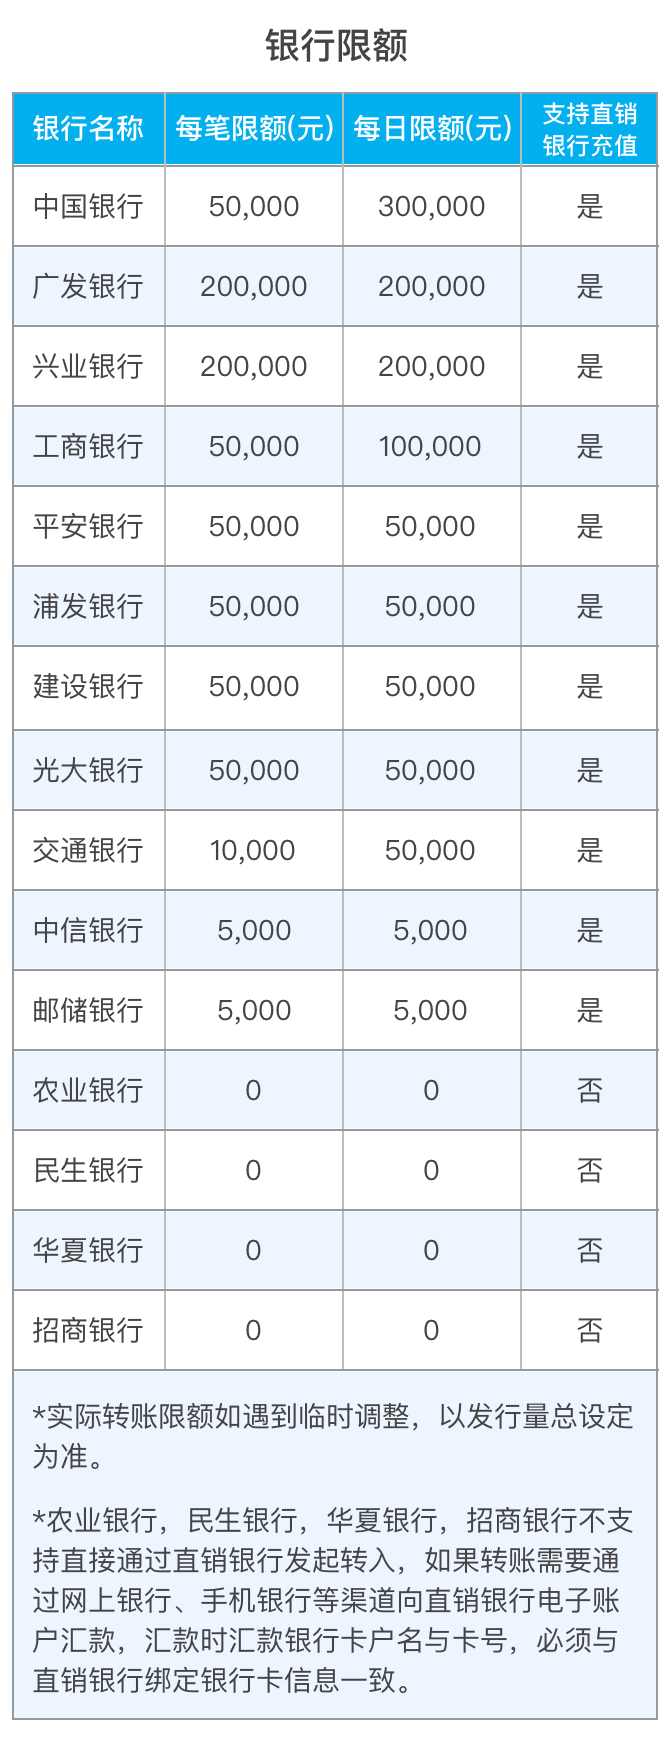 银行限额
银行名称 每笔限额(元) 每日限额(元) 支持直销
银行充值
中国银行 50,000 300,000 是
广发银行 200,000 200,000 是
兴业银行 200,000 200,000 是
工商银行 50,000 100,000 是
平安银行 50,000 50,000 是
浦发银行 50,000 50,000 是
建设银行 50,000 50,000 是
光大银行 50,000 50,000 是
交通银行 10,000 50,000 是
中信银行 5,000 5,000 是
邮储银行 5,000 5,000 是
农业银行 0 0 否
民生银行 0 0 否
华夏银行 0 0 否
招商银行 0 0 否
*实际转账限额如遇到临时调整，以发行量总设定
为准。
*农业银行，民生银行，华夏银行，招商银行不支
持直接通过直销银行发起转入，如果转账需要通
过网上银行、手机银行等渠道向直销银行电子账
户汇款，汇款时汇款银行卡户名与卡号，必须与
直销银行绑定银行卡信息一致。